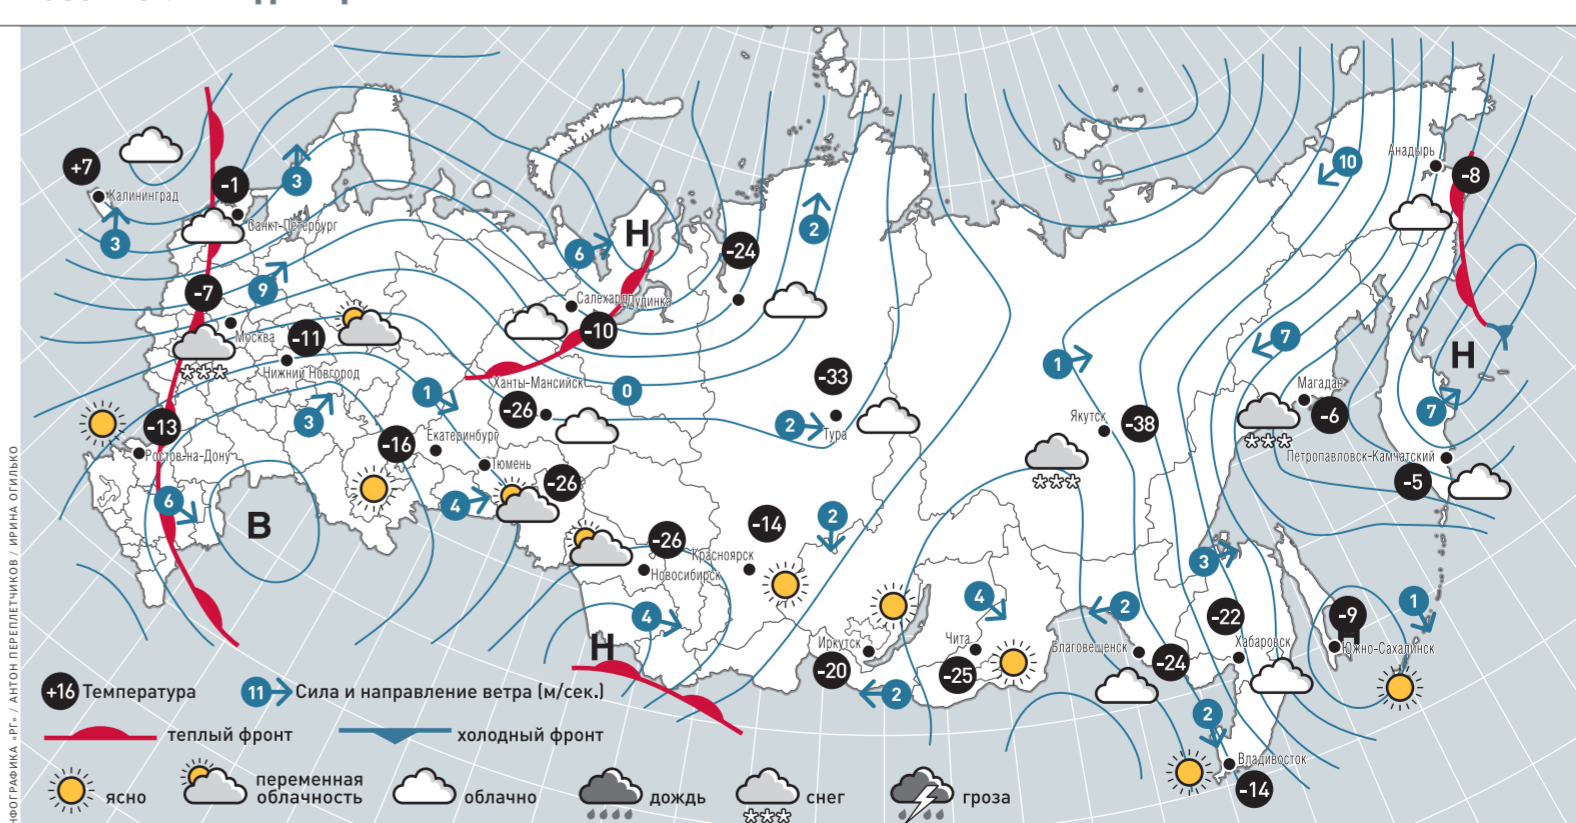 +7
Калининград
3
-1
Санкт-Петербург
3
9
-7
Москва
-11
Нижний Новгород
-13
Ростов-на-Дону
6
В
3
1
-16
Екатеринбург
Тюмень
4
-26
6
Н
Салехард
Дудинка
-10
-24
2
Ханты-Мансийск
-26
0
-33
2
Тура
-26
Новосибирск
4
Н
-14
Красноярск
2
Иркутск
-20
2
Чита
-25
4
1
Якутск
-38
10
Анадырь
-8
7
Магадан
-6
Н
7
Петропавловск-Камчатский
-5
3
2
Благовещенск
-24
-22
Хабаровск
-9
Н
Южно-Сахалинск
1
2
Владивосток
-14
+16 Температура
11 Сила и направление ветра (м/сек.)
теплый фронт
холодный фронт
ясно
переменная
облачность
облачно
дождь
снег
гроза
НФОГРАФИКА «РГ» / АНТОН ПЕРЕПЛЕТЧИКОВ / ИРИНА ОГИЛЬКО